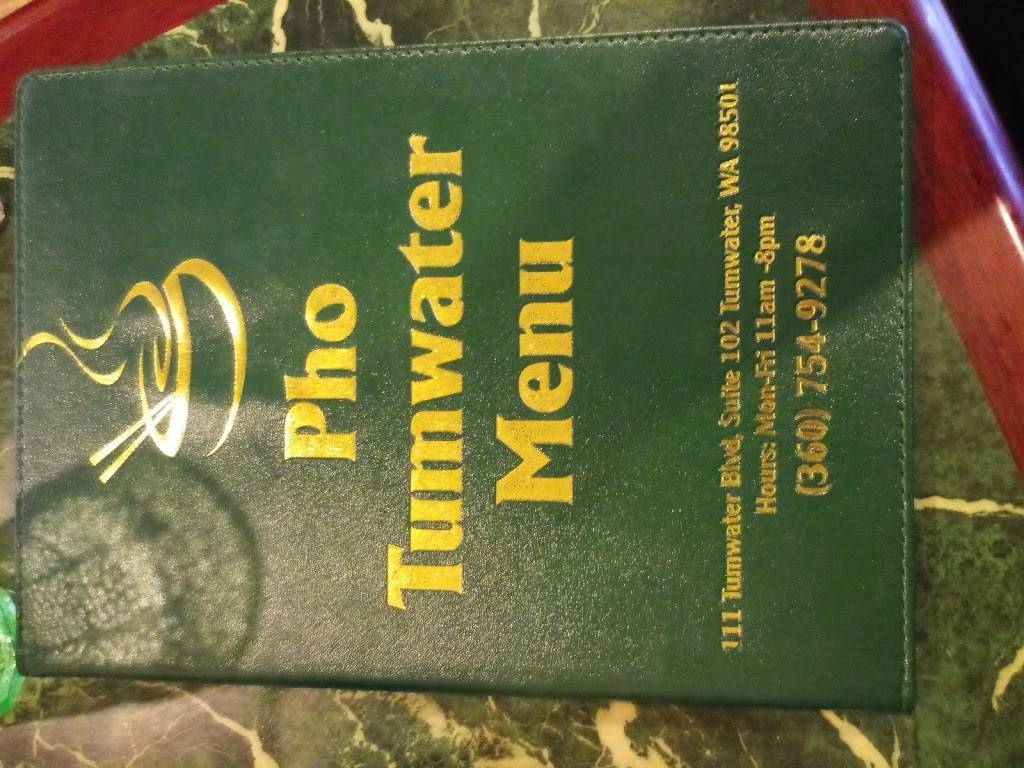 Pho
Tumwater
Menu
111 Tumwater Blvd, Suite 102 Tumwater, WA 98501
Hours: Mon-Fri 11am -8pm
(360)) 754-9278